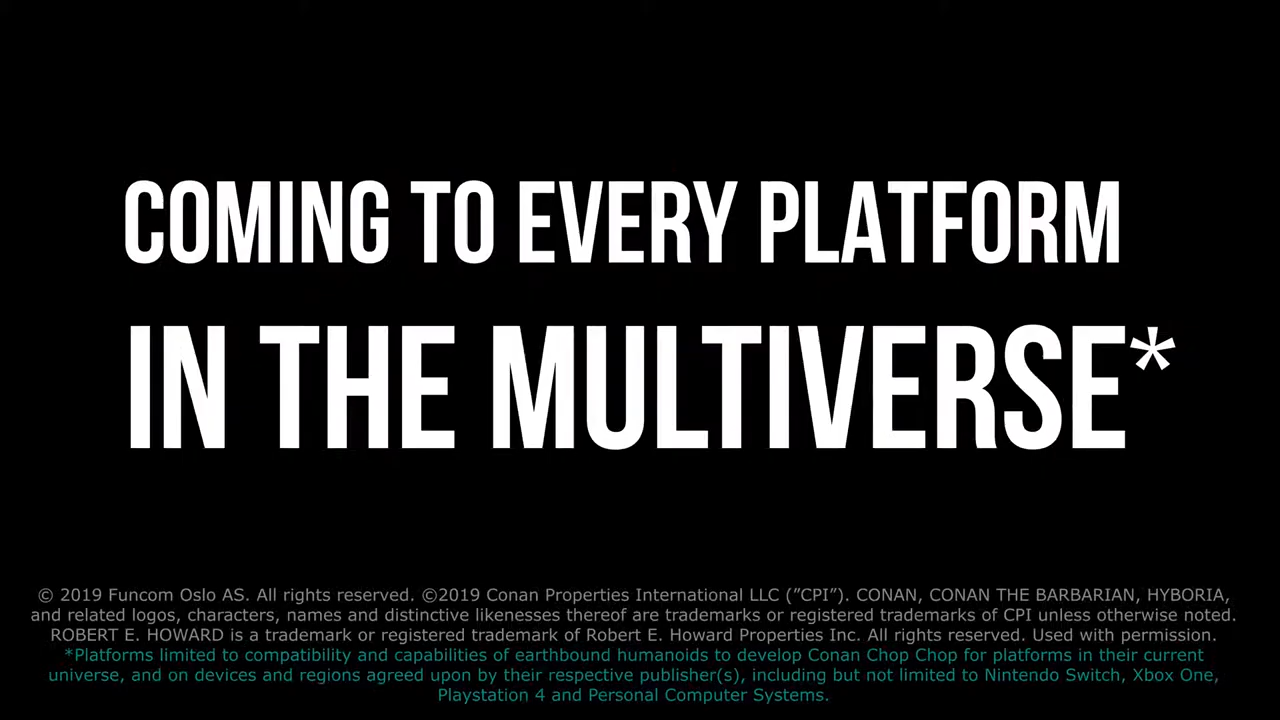 COMING TO EVERY PLATFORM
IN THE MULTIVERSE*
© 2019 Funcom Oslo AS. All rights reserved. ©2019 Conan Properties International LLC (”CPI”). CONAN, CONAN THE BARBARIAN, HYBORIA,
and related logos, characters, names and distinctive likenesses thereof are trademarks or registered trademarks of CPI unless otherwise noted.
ROBERT E. HOWARD is a trademark or registered trademark of Robert E. Howard Properties Inc. All rights reserved. Used with permission.
*Platforms limited to compatibility and capabilities of earthbound humanoids to develop Conan Chop Chop for platforms in their current
universe, and on devices and regions agreed upon by their respective publisher(s), including but not limited to Nintendo Switch, Xbox One,
Playstation 4 and Personal Computer Systems.